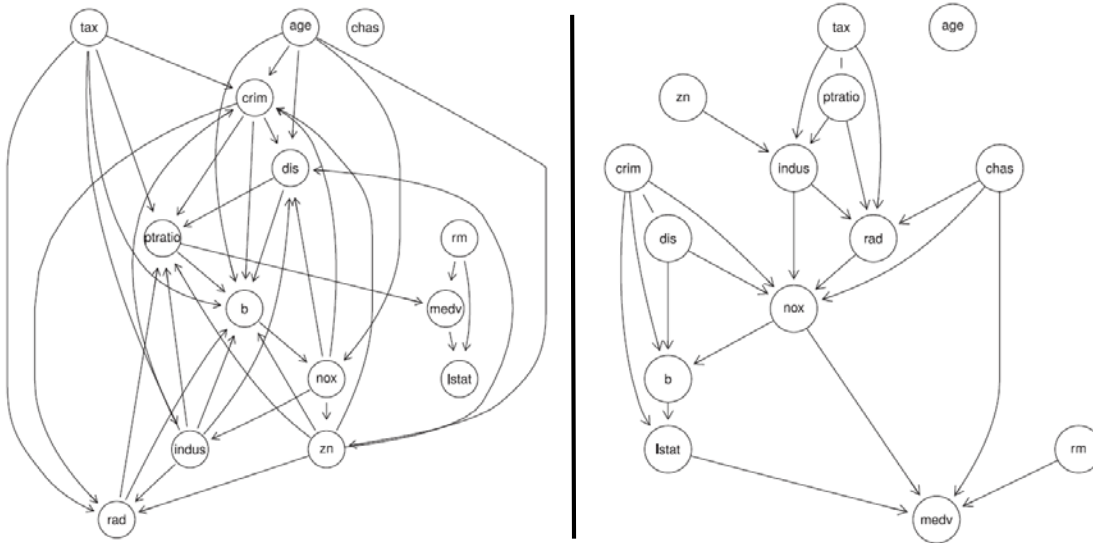 tax
age
chas
crim
dis
ptratio
rm
b
medv
nox
lstat
indus
zn
rad
tax
age
zn
ptratio
crim
indus
chas
dis
rad
nox
b
lstat
rm
medv